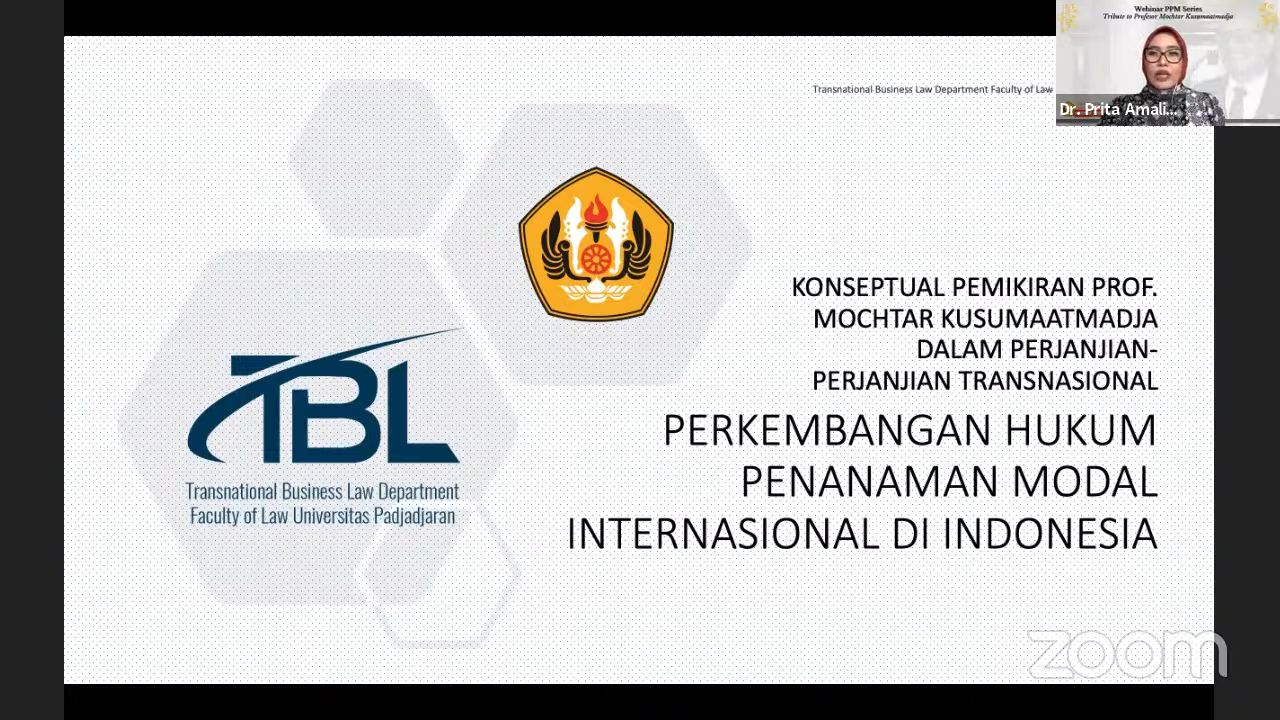 Webinar PPM Series
Tribute to Profesor Mochtar Kusumaatmadja
Dr. Prita Amali...
Transnational Business Law Department Faculty of Law
KONSEPTUAL PEMIKIRAN PROF.
MOCHTAR KUSUMAATMADJA
DALAM PERJANJIAN-
PERJANJIAN TRANSNASIONAL
PERKEMBANGAN HUKUM
PENANAMAN MODAL
INTERNASIONAL DI INDONESIA
TBL
Transnational Business Law Department
Faculty of Law Universitas Padjadjaran
zoom